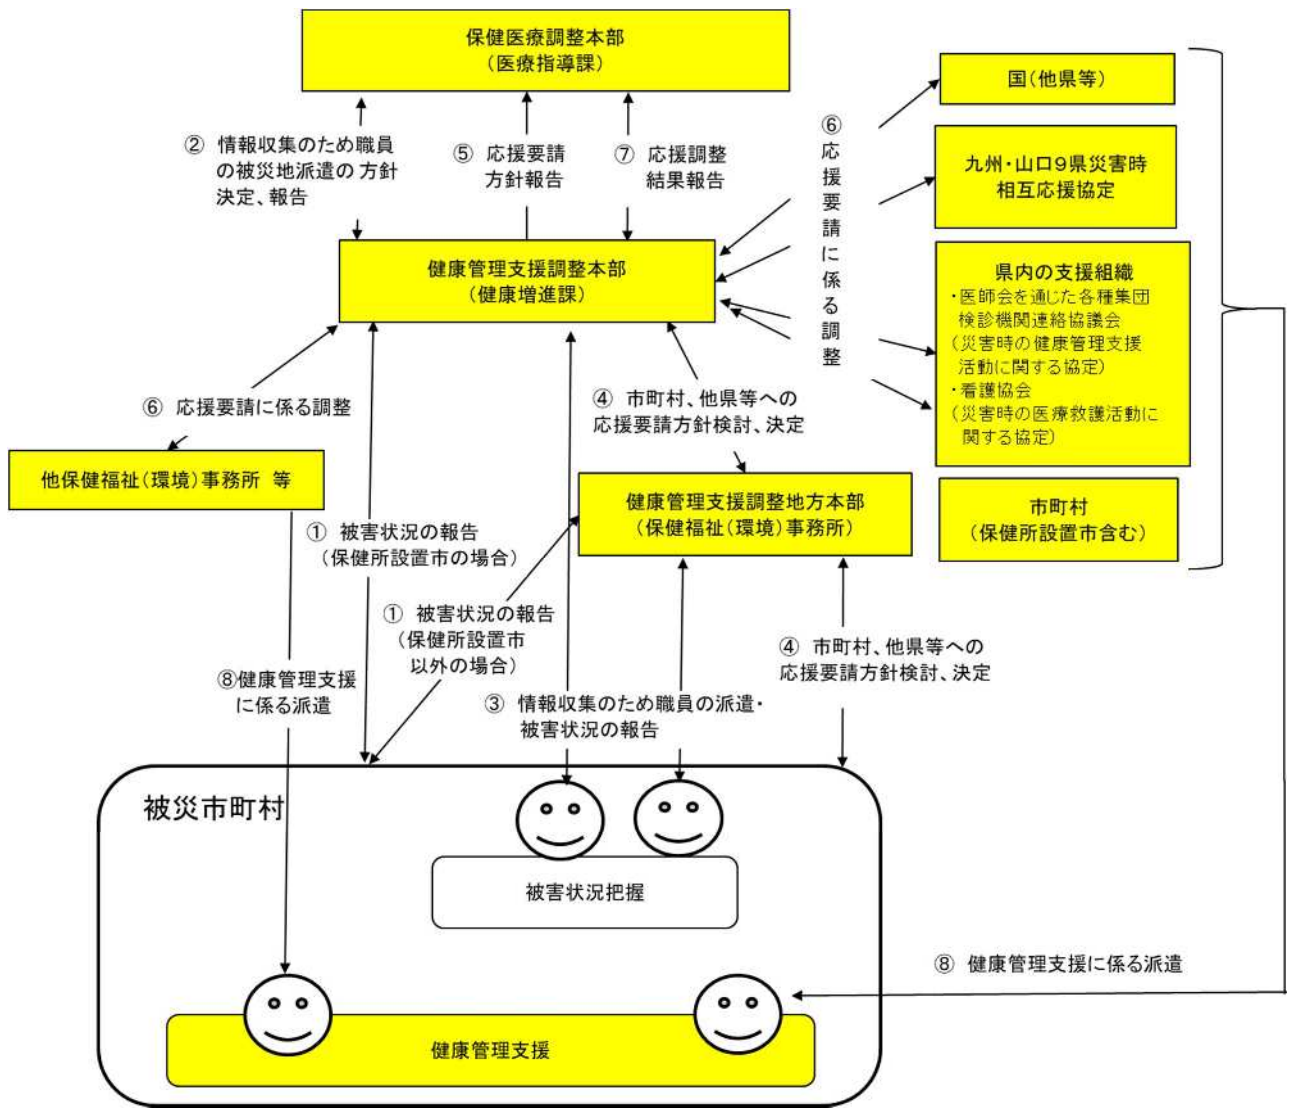 保健医療調整本部
(医療指導課)
国(他県等)
② 情報収集のため職員
の被災地派遣の 方針
決定、報告
⑤ 応援要請
方針報告
⑦ 応援調整
結果報告
⑥応援要請に係る調整
九州・山口9県災害時
相互応援協定
健康管理支援調整本部
(健康増進課)
県内の支援組織
・医師会を通じた各種集団
検診機関連絡協議会
(災害時の健康管理支援
活動に関する協定)
・看護協会
(災害時の医療救護活動に
関する協定)
⑥ 応援要請に係る調整
④ 市町村、他県等への
応援要請方針検討、決定
他保健福祉(環境)事務所 等
健康管理支援調整地方本部
(保健福祉(環境)事務所)
市町村
(保健所設置市含む)
① 被害状況の報告
(保健所設置市の場合)
① 被害状況の報告
(保健所設置市
以外の場合)
④ 市町村、他県等への
応援要請方針検討、決定
⑧健康管理支援
に係る派遣
③ 情報収集のため職員の派遣・
被害状況の報告
被災市町村
被害状況把握
⑧ 健康管理支援に係る派遣
健康管理支援